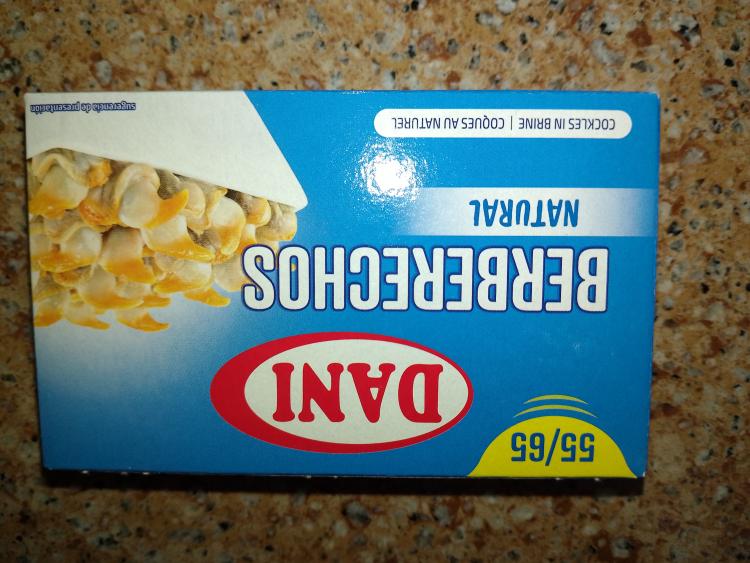 55/65
DANI
BERBERECHOS
NATURAL
COCKLES IN BRINE | COQUES AU NATUREL
sugerencia de presentación